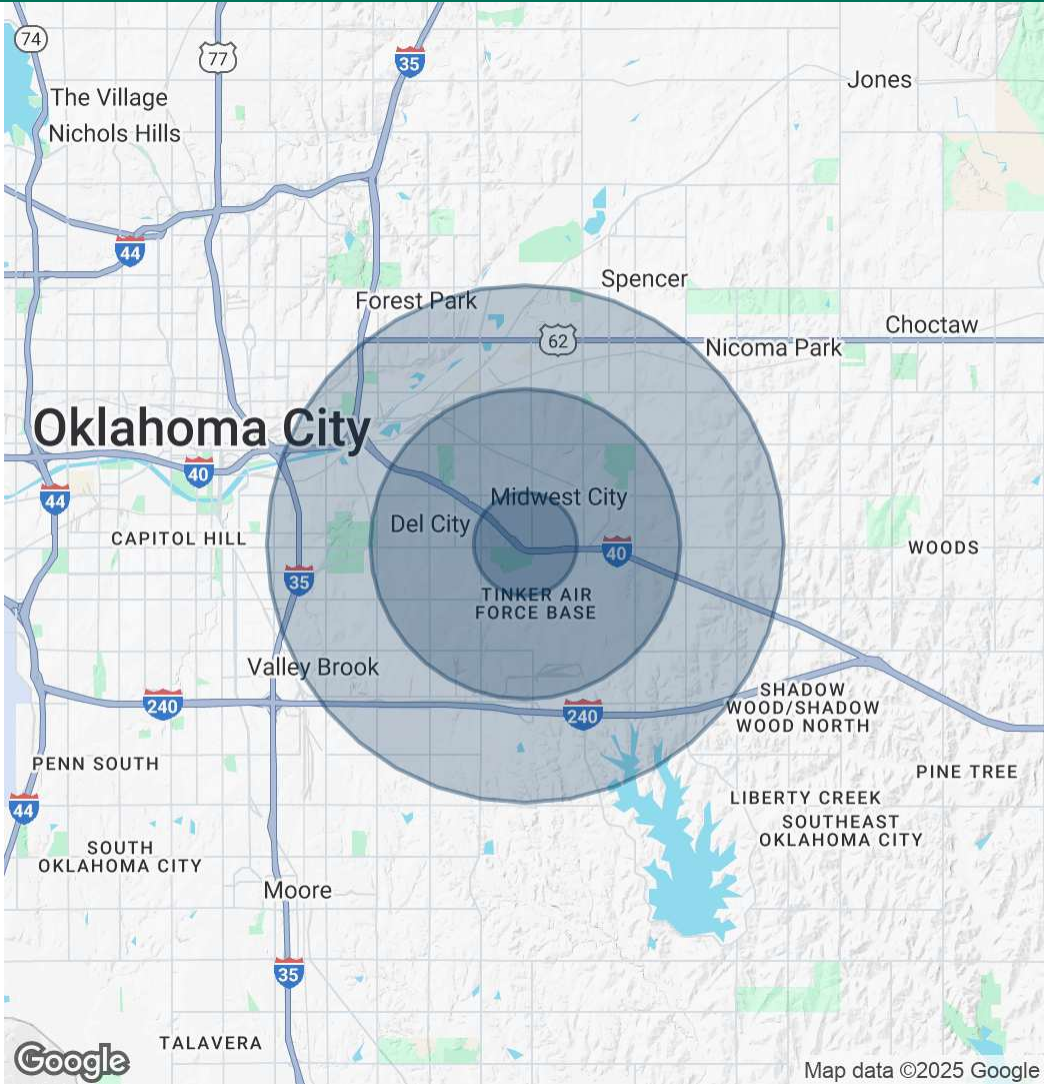 74
77
35
The Village
Nichols Hills
Jones
44
Spencer
Forest Park
Choctaw
62
Nicoma Park
Oklahoma City
40
44
Midwest City
Del City
CAPITOL HILL
40
WOODS
35
TINKER AIR
FORCE BASE
Valley Brook
240
240
SHADOW
WOOD/SHADOW
WOOD NORTH
PENN SOUTH
PINE TREE
44
LIBERTY CREEK
SOUTHEAST
OKLAHOMA CITY
SOUTH
OKLAHOMA CITY
Moore
35
TALAVERA
Google
Map data ©2025 Google